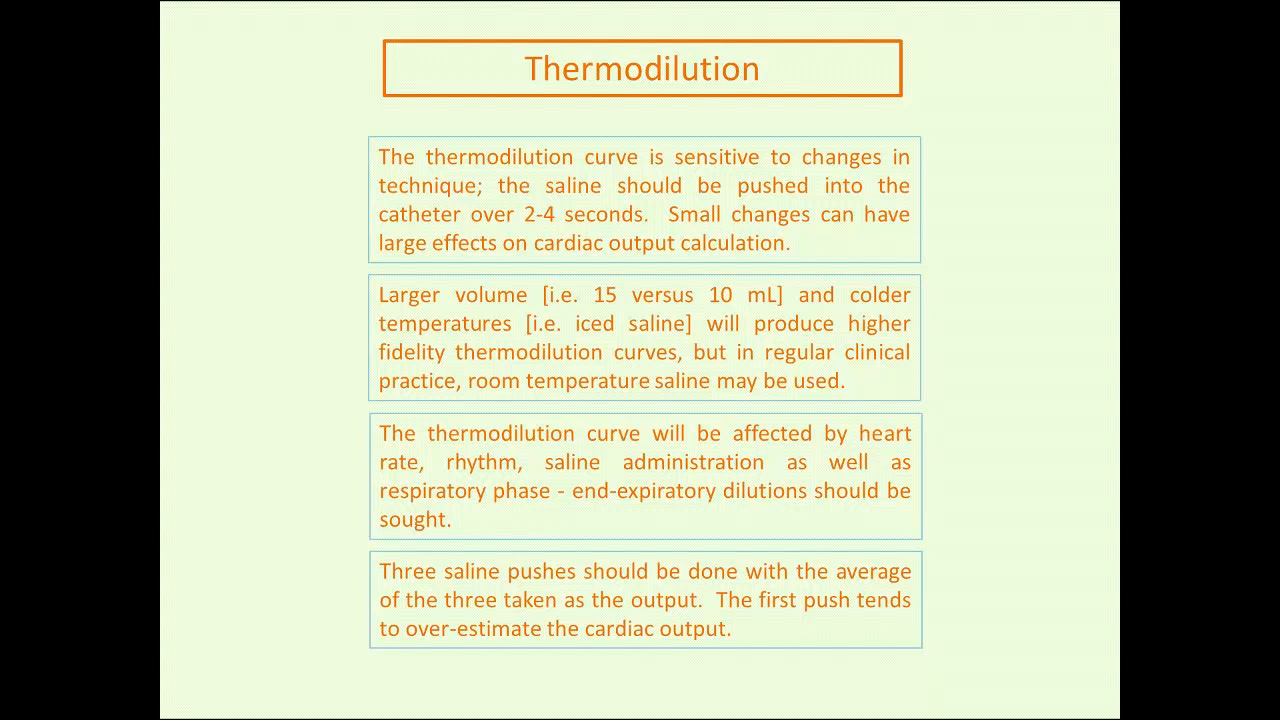 Thermodilution
The thermodilution curve is sensitive to changes in
technique; the saline should be pushed into the
catheter over 2-4 seconds.  Small changes can have
large effects on cardiac output calculation.
Larger volume [i.e. 15 versus 10 mL] and colder
temperatures [i.e. iced saline] will produce higher
fidelity thermodilution curves, but in regular clinical
practice, room temperature saline may be used.
The thermodilution curve will be affected by heart
rate, rhythm, saline administration as well as
respiratory phase - end-expiratory dilutions should be
sought.
Three saline pushes should be done with the average
of the three taken as the output.  The first push tends
to over-estimate the cardiac output.